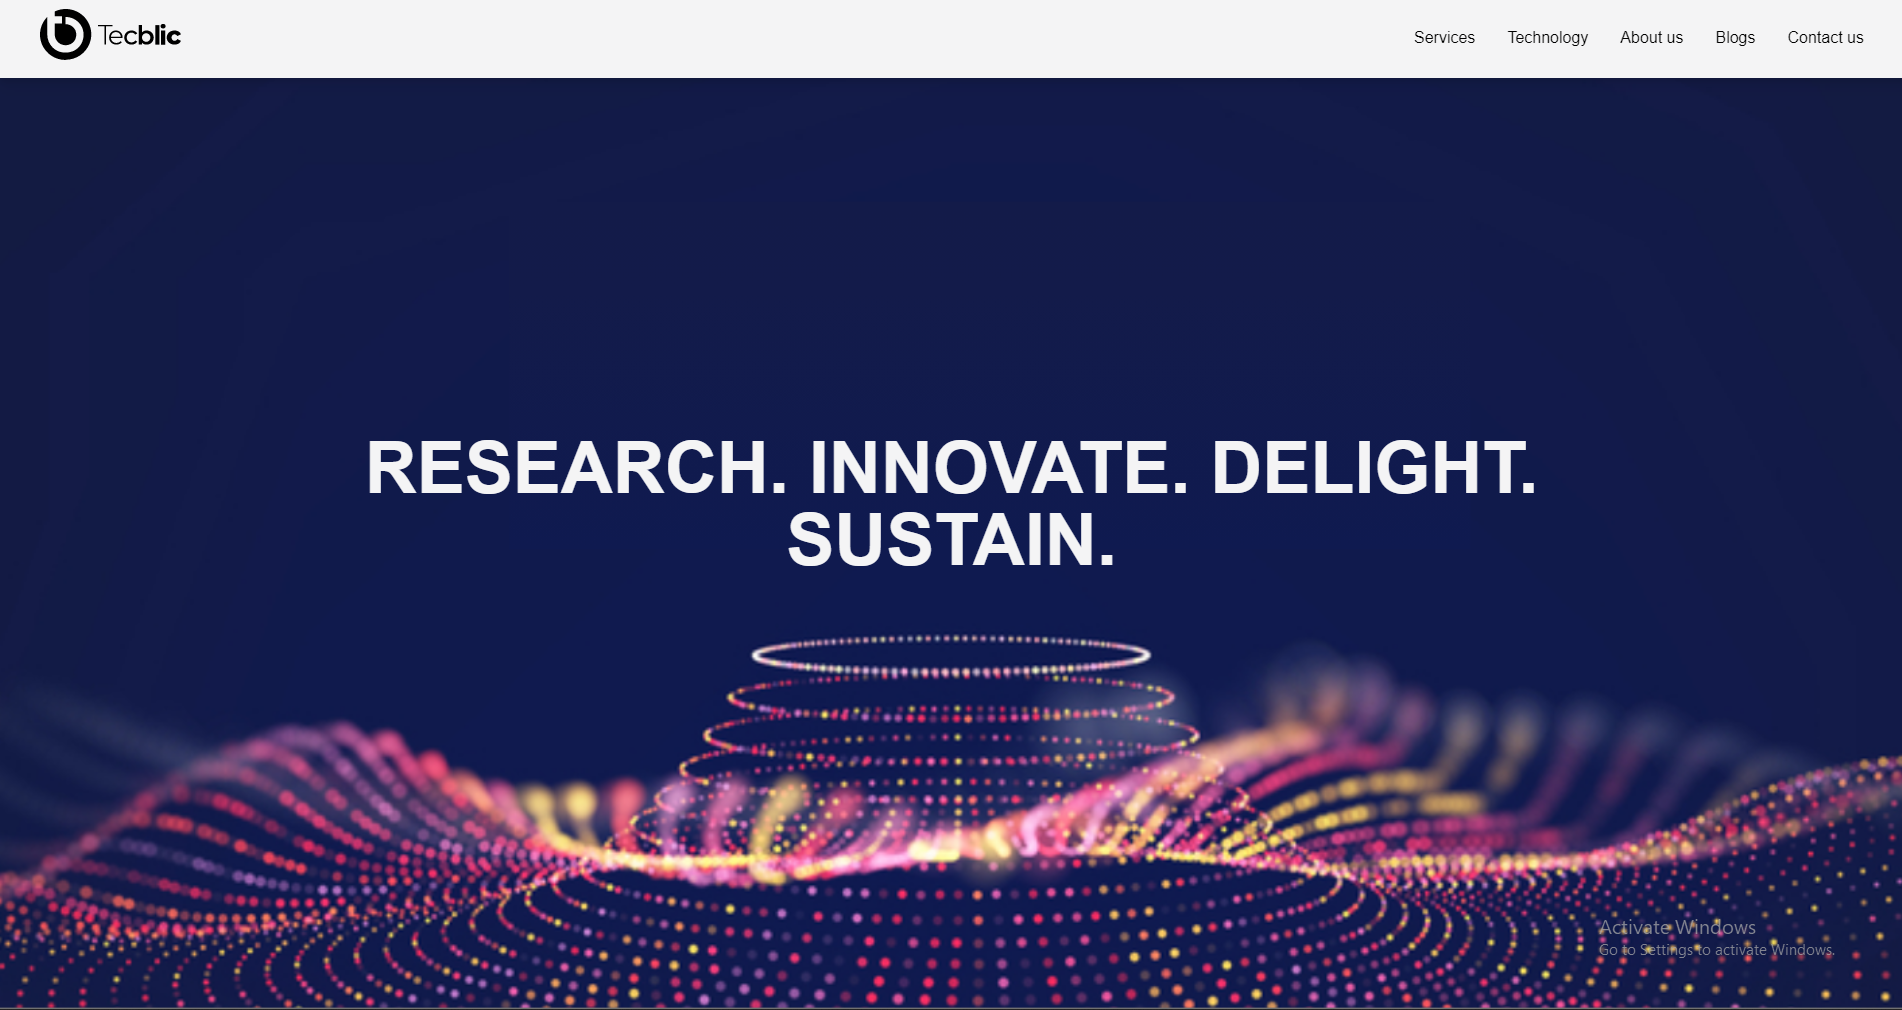 Tecblic
Services Technology About us Blogs Contact us
RESEARCH. INNOVATE. DELIGHT.
SUSTAIN.
Activate Windows
Go to Settings to activate Windows.